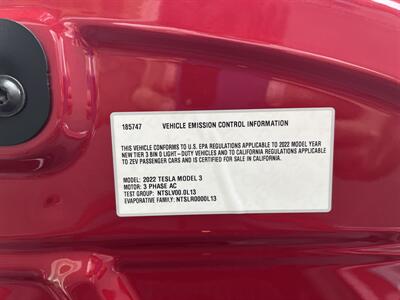 185747 VEHICLE EMISSION CONTROL INFORMATION
THIS VEHICLE CONFORMS TO U.S. EPA REGULATIONS APPLICABLE TO 2022 MODEL YEAR
NEW TIER 3 BIN 0 LIGHT-DUTY VEHICLES AND TO CALIFORNIA REGULATIONS APPLICABLE
TO ZEV PASSENGER CARS AND IS CERTIFIED FOR SALE IN CALIFORNIA.
MODEL: 2022 TESLA MODEL 3
MOTOR: 3 PHASE AC
TEST GROUP: NTSLV00.0L13
EVAPORATIVE FAMILY: NTSLR0000L13